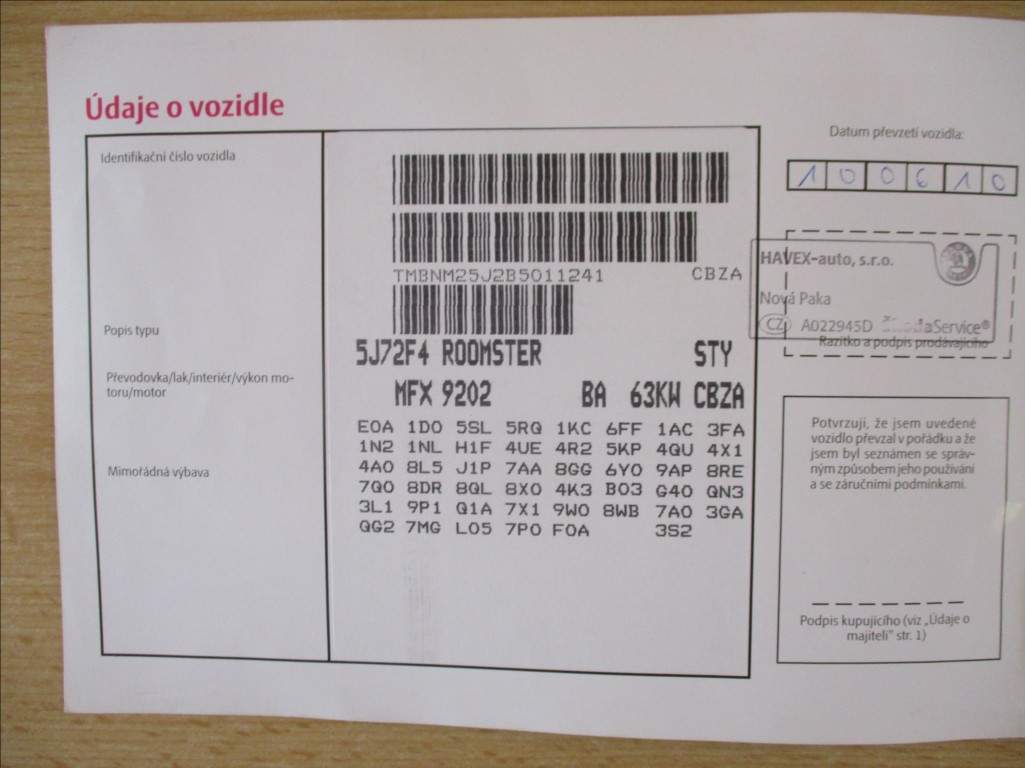 Údaje o vozidle
Identifikační číslo vozidla
TMBNM25J2B5011241 CBZA
Popis typu
5J72F4 ROOMSTER STY
Převodovka/lak/interiér/výkon mo-
toru/motor
MFX 9202 BA 63KW CBZA
Mimořádná výbava
E0A 1D0 5SL 5RQ 1KC 6FF 1AC 3FA
1N2 1NL H1F 4UE 4R2 5KP 4QU 4X1
4A0 8L5 J1P 7AA 8GG 6Y0 9AP 8RE
7Q0 8DR 8QL 8X0 4K3 B03 G40 QN3
3L1 9P1 Q1A 7X1 9W0 8WB 7A0 3GA
QG2 7MG L05 7P0 F0A 3S2
Datum převzetí vozidla:
1 0 0 6 1 0
HAVEX-auto, s.r.o.
Nová Paka
CZ A022945D ŠkodaService®
Razítko a podpis prodávajícího
Potvrzuji, že jsem uvedené
vozidlo převzal v pořádku a že
jsem byl seznámen se správ-
ným způsobem jeho používání
a se záručními podmínkami.
Podpis kupujícího (viz „Údaje o
majiteli" str. 1)